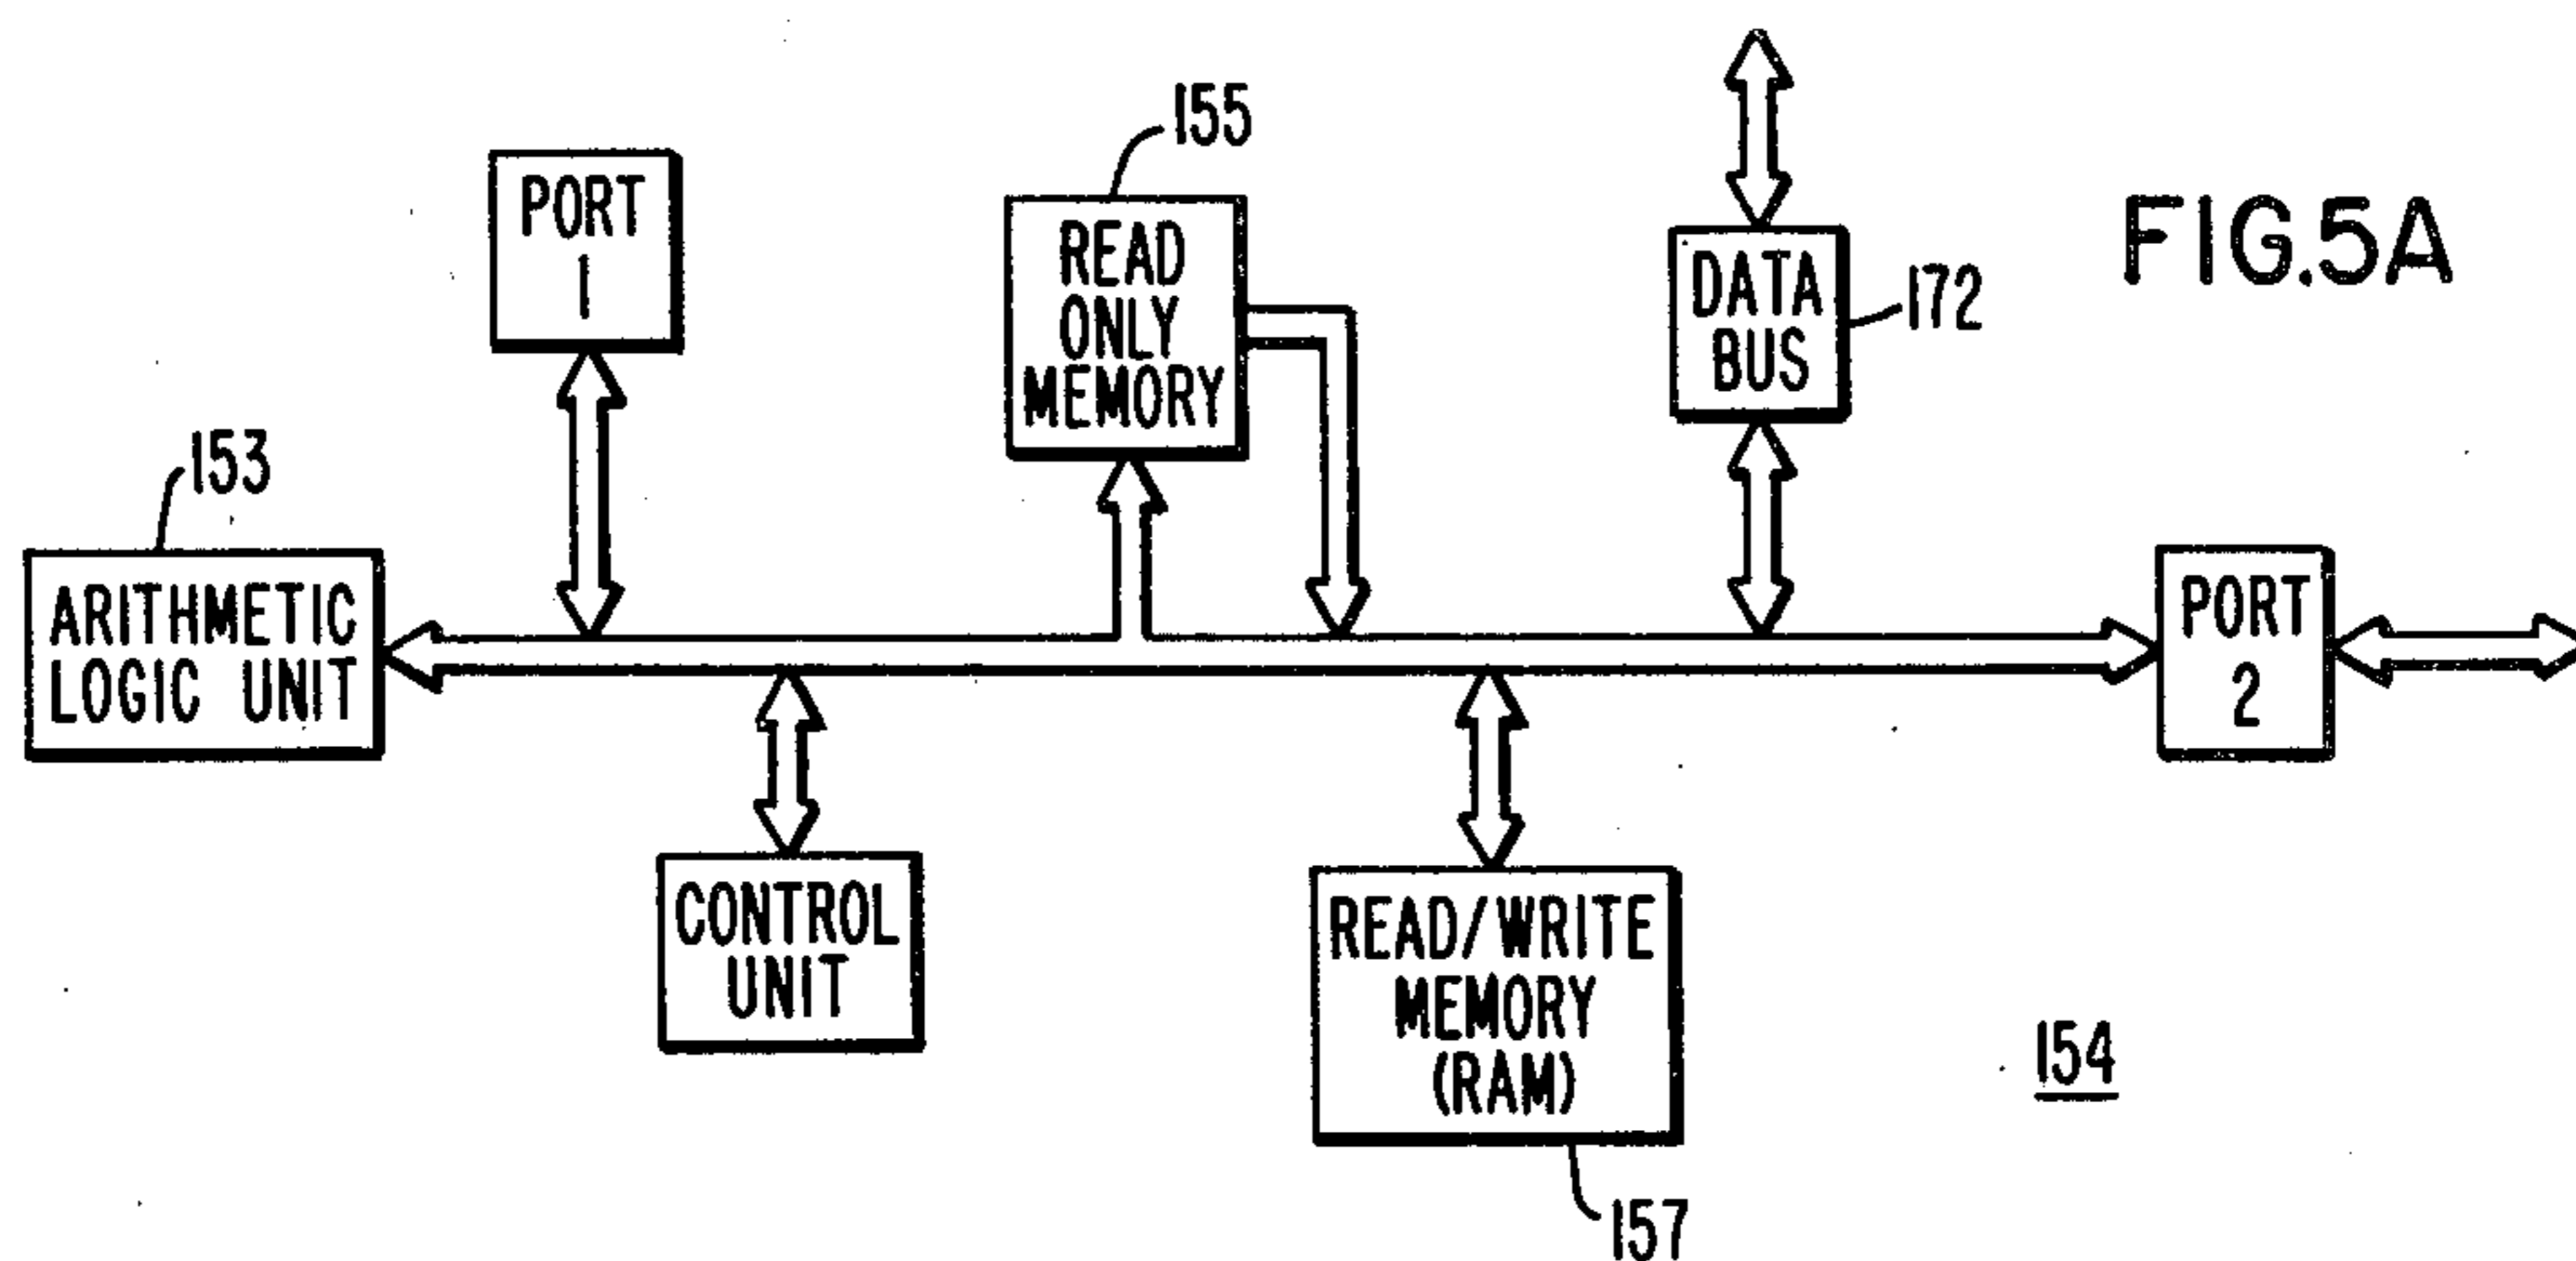 155
PORT
1
READ
ONLY
MEMORY
DATA
BUS
172
FIG.5A
153
ARITHMETIC
LOGIC UNIT
PORT
2
CONTROL
UNIT
READ/WRITE
MEMORY
(RAM)
154
157